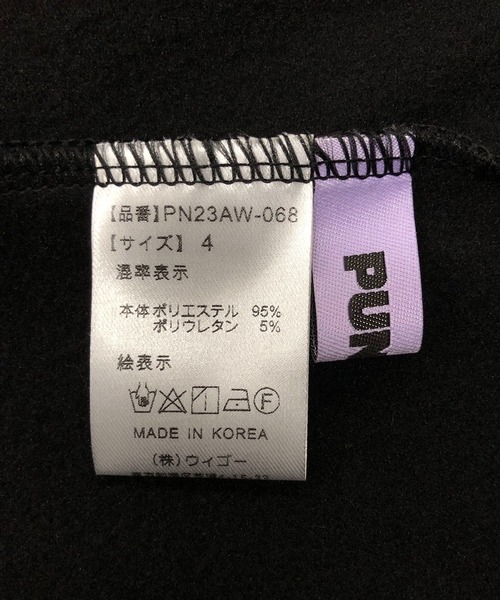 【品番】PN23AW-068
【サイズ】 4
混率表示
本体 ポリエステル 95%
ポリウレタン 5%
絵表示
MADE IN KOREA
(株) ウィゴー
PUN